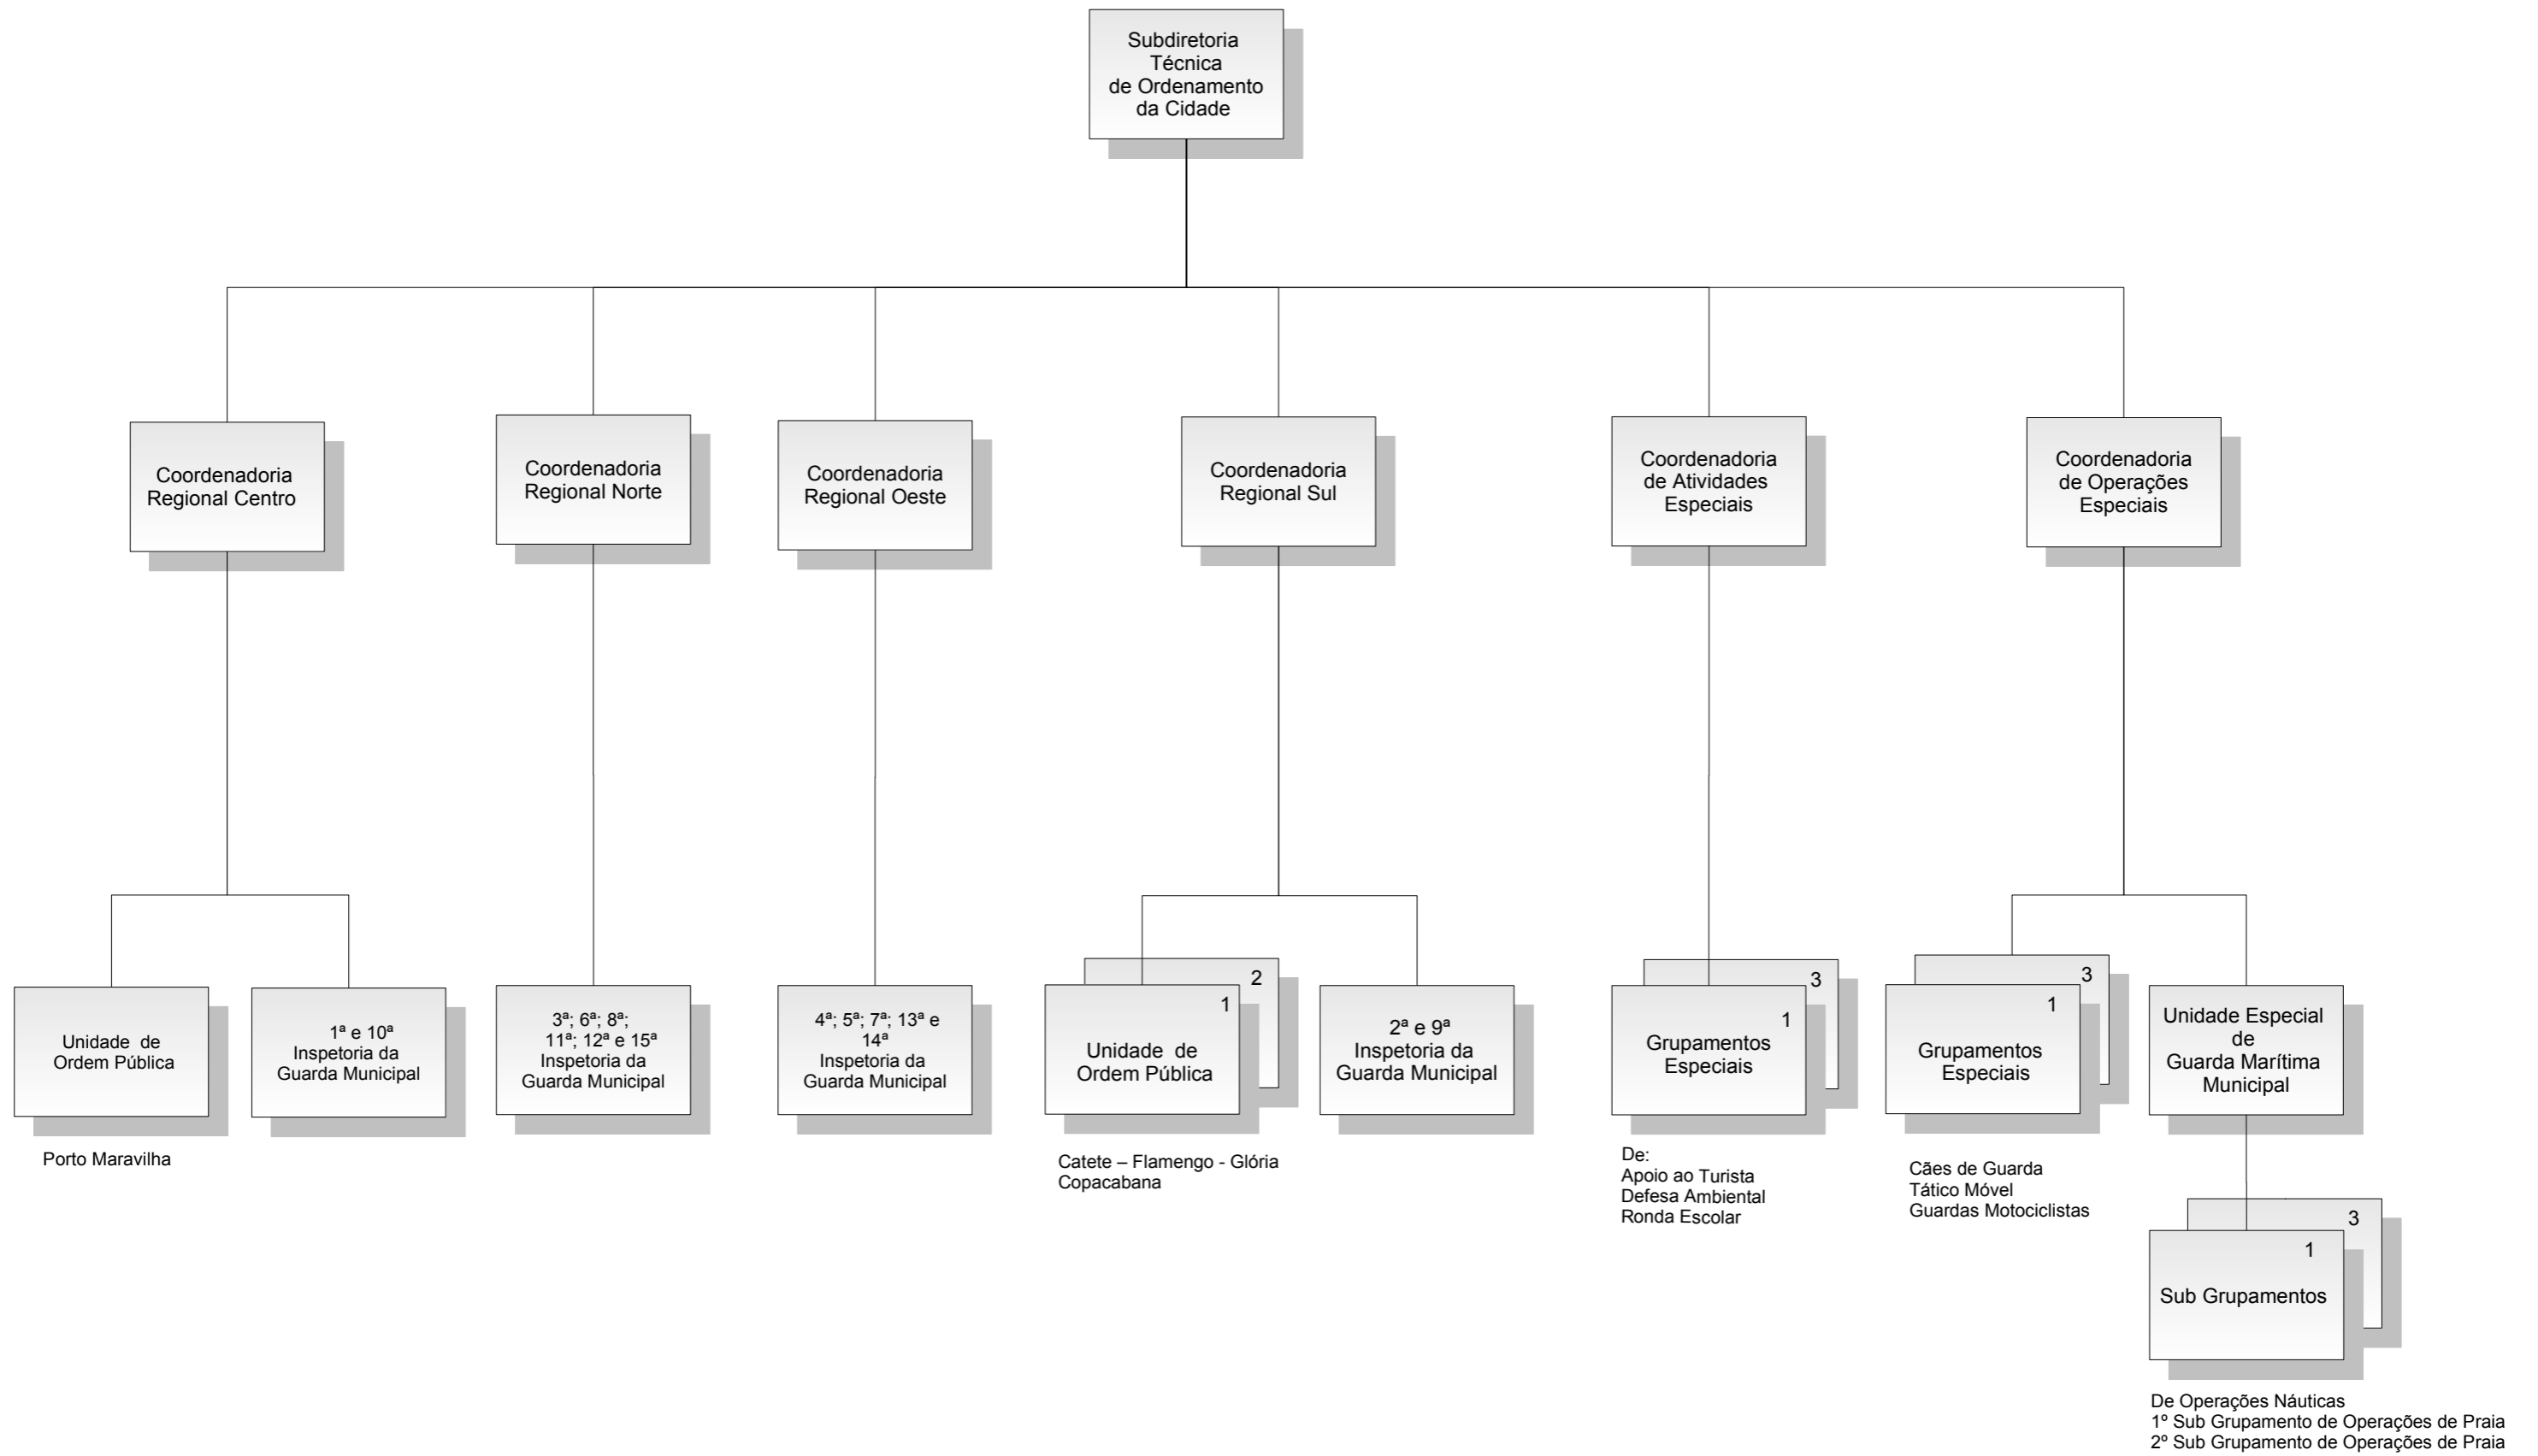 Subdiretoria
Técnica
de Ordenamento
da Cidade
Coordenadoria
Regional Centro
Coordenadoria
Regional Norte
Coordenadoria
Regional Oeste
Coordenadoria
Regional Sul
Coordenadoria
de Atividades
Especiais
Coordenadoria
de Operações
Especiais
Unidade de
Ordem Pública
Porto Maravilha
1ª e 10ª
Inspetoria da
Guarda Municipal
3ª; 6ª; 8ª;
11ª; 12ª e 15ª
Inspetoria da
Guarda Municipal
4ª; 5ª; 7ª; 13ª e
14ª
Inspetoria da
Guarda Municipal
2
1
Unidade de
Ordem Pública
Catete – Flamengo - Glória
Copacabana
2ª e 9ª
Inspetoria da
Guarda Municipal
3
1
Grupamentos
Especiais
De:
Apoio ao Turista
Defesa Ambiental
Ronda Escolar
3
1
Grupamentos
Especiais
Cães de Guarda
Tático Móvel
Guardas Motociclistas
Unidade Especial
de
Guarda Marítima
Municipal
3
1
Sub Grupamentos
De Operações Náuticas
1º Sub Grupamento de Operações de Praia
2º Sub Grupamento de Operações de Praia